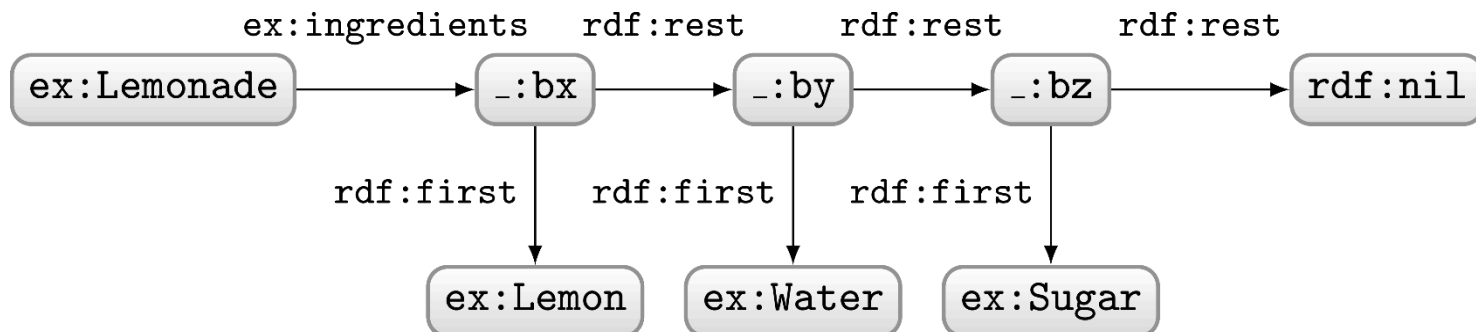 ex:ingredients rdf:rest rdf:rest rdf:rest
ex:Lemonade _:bx _:by _:bz rdf:nil
rdf:first rdf:first rdf:first
ex:Lemon ex:Water ex:Sugar